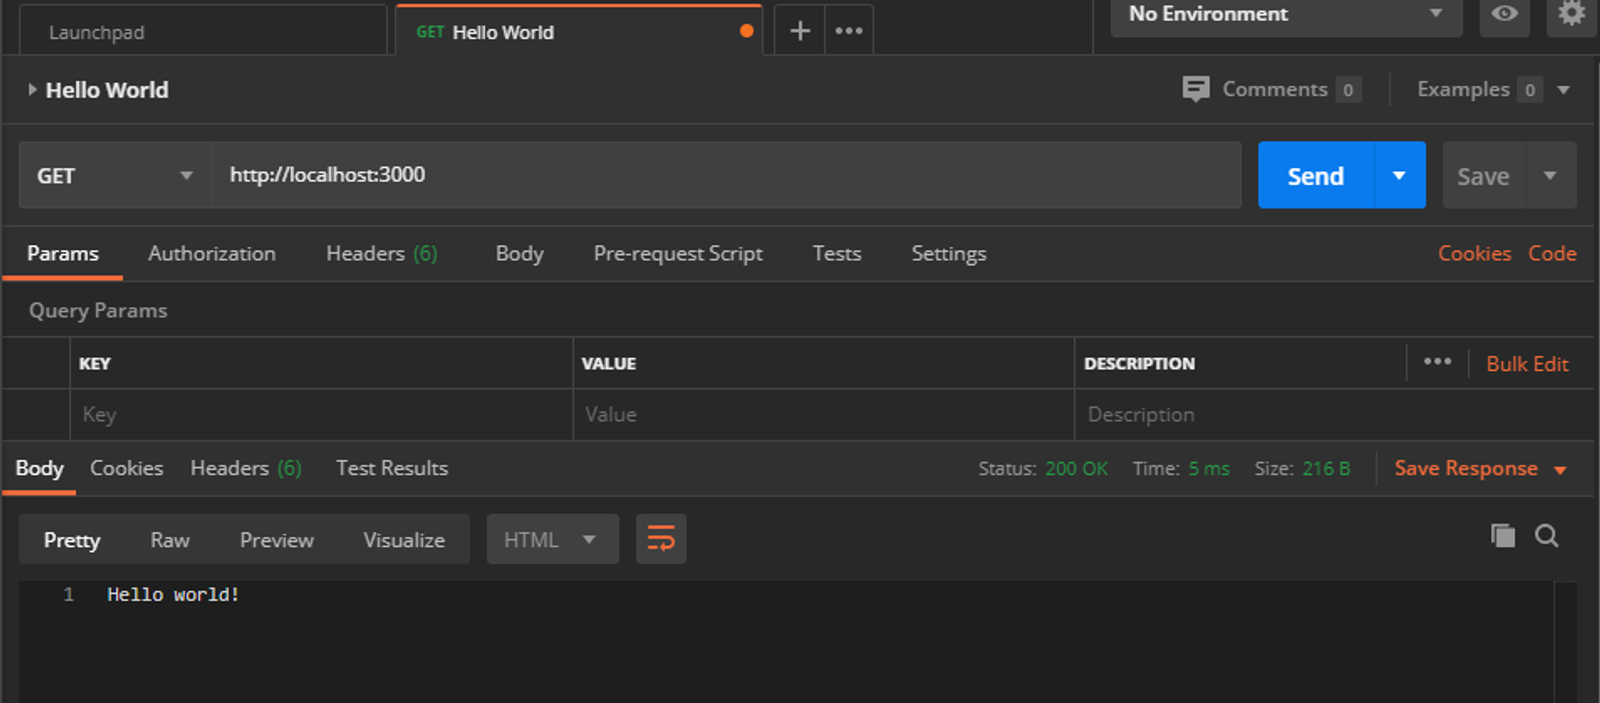 Launchpad GET Hello World No Environment
Hello World Comments 0 Examples 0
GET http://localhost:3000 Send Save
Params Authorization Headers (6) Body Pre-request Script Tests Settings Cookies Code
Query Params
KEY VALUE DESCRIPTION Bulk Edit
Key Value Description
Body Cookies Headers (6) Test Results Status: 200 OK Time: 5 ms Size: 216 B Save Response
Pretty Raw Preview Visualize HTML
1 Hello world!